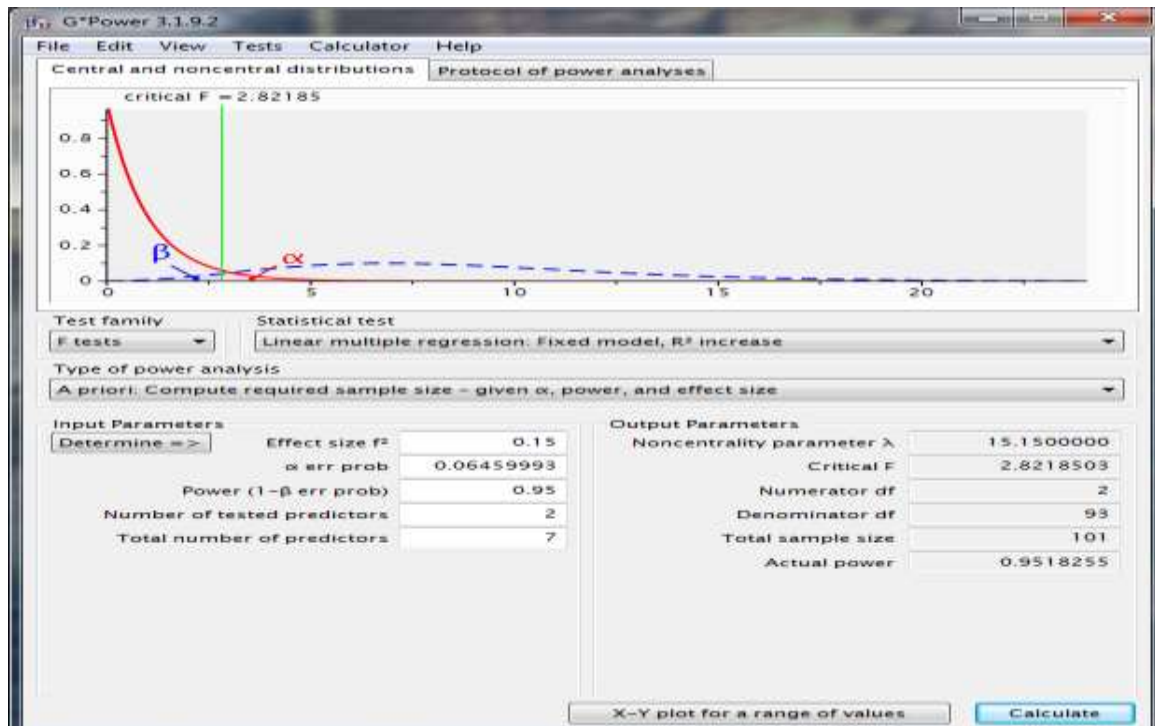 G*Power 3.1.9.2
File Edit View Tests Calculator Help
Central and noncentral distributions Protocol of power analyses
critical F = 2.82185
0.8
0.6
0.4
0.2
0
β α
0 5 10 15 20
Test family Statistical test
F tests Linear multiple regression: Fixed model, R² increase
Type of power analysis
A priori: Compute required sample size - given α, power, and effect size
Input Parameters Output Parameters
Determine => Effect size f² 0.15 Noncentrality parameter λ 15.1500000
α err prob 0.06459993 Critical F 2.8218503
Power (1-β err prob) 0.95 Numerator df 2
Number of tested predictors 2 Denominator df 93
Total number of predictors 7 Total sample size 101
Actual power 0.9518255
X-Y plot for a range of values Calculate